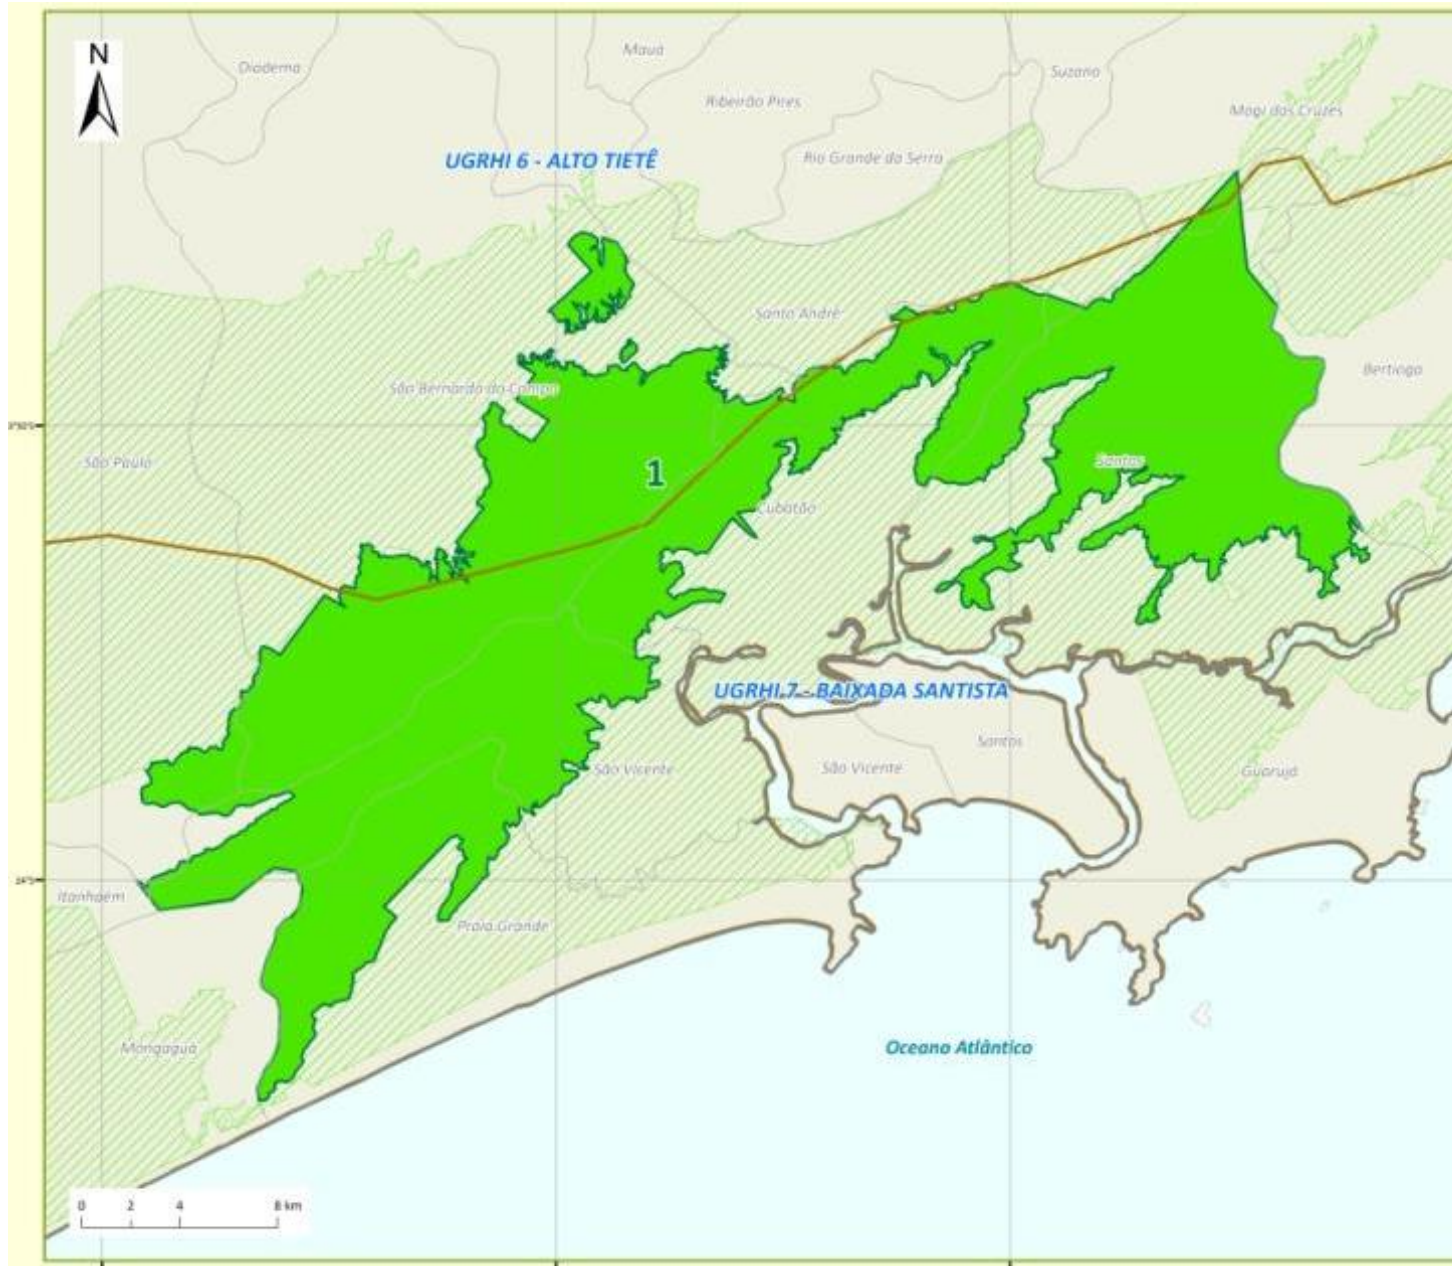 N
Diadema
Mauá
Suzano
Ribeirão Pires
Mogi das Cruzes
UGRHI 6 - ALTO TIETÊ
Rio Grande da Serra
Santo André
Bertioga
São Bernardo do Campo
São Paulo
Santos
1
Cubatão
UGRHI 7 - BAIXADA SANTISTA
Santos
São Vicente
São Vicente
Guarujá
Itanhaém
Praia Grande
Mongaguá
Oceano Atlântico
0 2 4 8 km